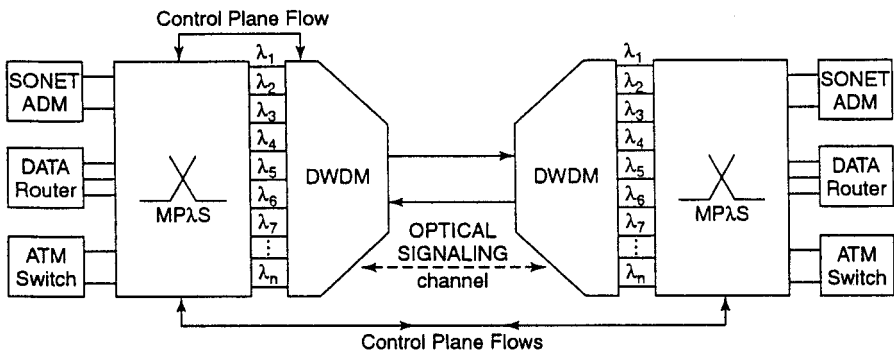 Control Plane Flow
SONET
ADM
DATA
Router
ATM
Switch
MPλS
λ1
λ2
λ3
λ4
λ5
λ6
λ7
⋮
λn
DWDM
OPTICAL
SIGNALING
channel
DWDM
λ1
λ2
λ3
λ4
λ5
λ6
λ7
⋮
λn
MPλS
SONET
ADM
DATA
Router
ATM
Switch
Control Plane Flows